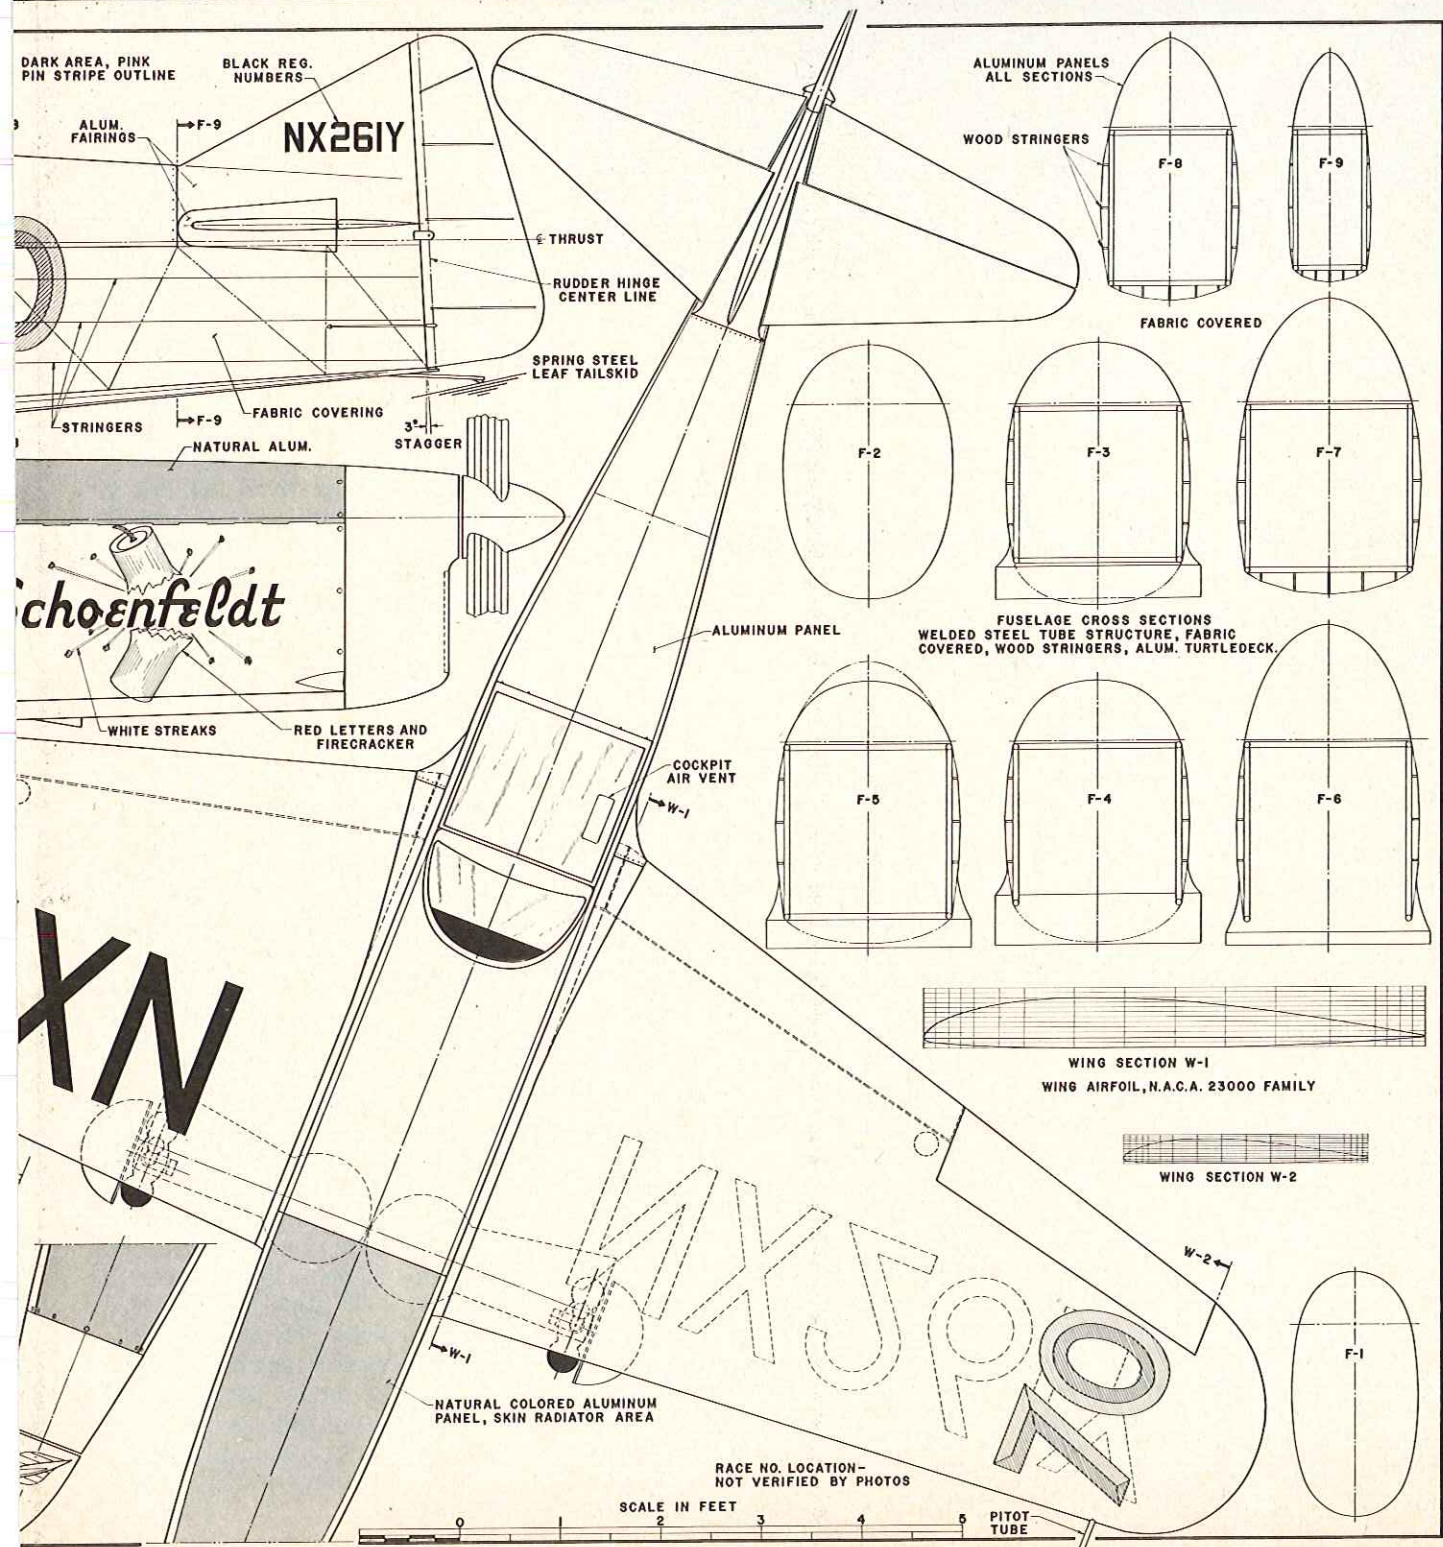 DARK AREA, PINK
PIN STRIPE OUTLINE
BLACK REG.
NUMBERS
ALUM.
FAIRINGS
F-9
NX261Y
℄ THRUST
RUDDER HINGE
CENTER LINE
SPRING STEEL
LEAF TAILSKID
STRINGERS
F-9
FABRIC COVERING
3°
STAGGER
NATURAL ALUM.
choenfeldt
WHITE STREAKS
RED LETTERS AND
FIRECRACKER
ALUMINUM PANELS
ALL SECTIONS
WOOD STRINGERS
F-8
F-9
FABRIC COVERED
F-2
F-3
F-7
FUSELAGE CROSS SECTIONS
WELDED STEEL TUBE STRUCTURE, FABRIC
COVERED, WOOD STRINGERS, ALUM. TURTLEDECK.
ALUMINUM PANEL
COCKPIT
AIR VENT
W-1
F-5
F-4
F-6
WING SECTION W-1
WING AIRFOIL, N.A.C.A. 23000 FAMILY
WING SECTION W-2
NX
NX
W-2
70
F-1
W-1
NATURAL COLORED ALUMINUM
PANEL, SKIN RADIATOR AREA
RACE NO. LOCATION-
NOT VERIFIED BY PHOTOS
SCALE IN FEET
0 1 2 3 4 5
PITOT
TUBE